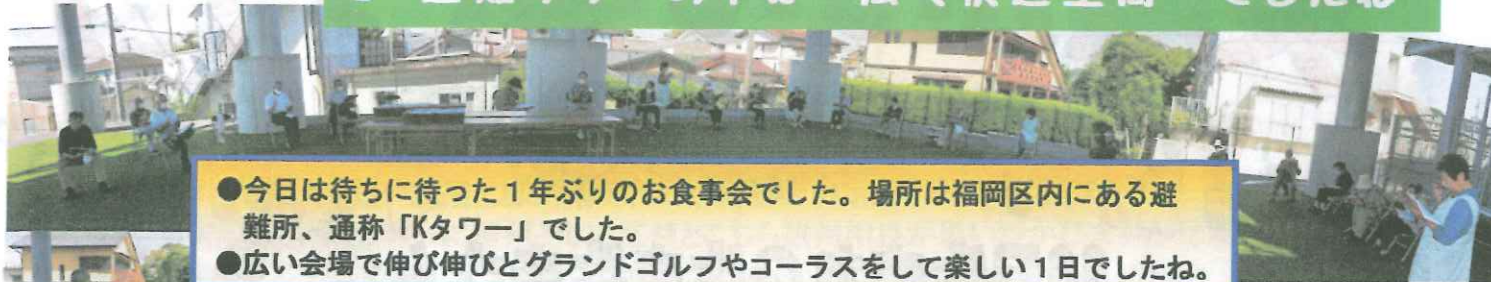 ●今日は待ちに待った1年ぶりのお食事会でした。場所は福岡区内にある避
難所、通称「Kタワー」でした。
●広い会場で伸び伸びとグランドゴルフやコーラスをして楽しい1日でしたね。